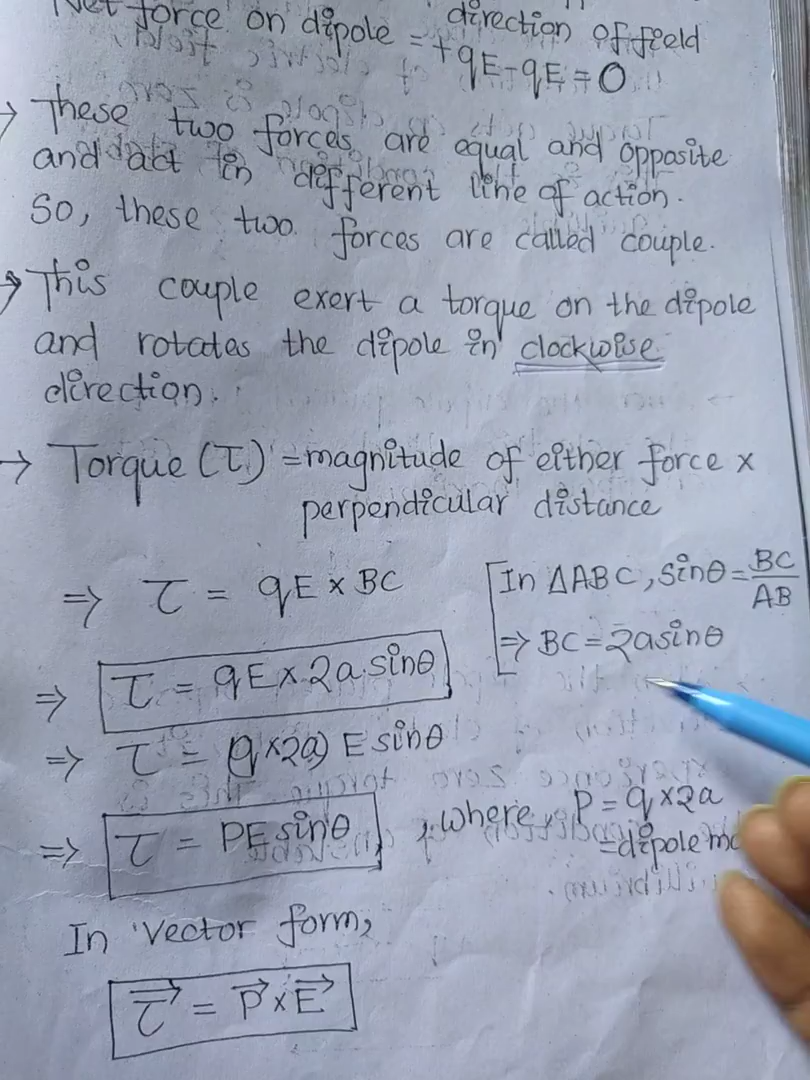 Net force on dipole = direction of field
+qE-qE = 0
→ These two forces are equal and opposite
and act in different line of action.
So, these two forces are called couple.
→ This couple exert a torque on the dipole
and rotates the dipole in clockwise
direction.
→ Torque (τ) = magnitude of either force ×
perpendicular distance
⇒ τ = qE × BC
[In ΔABC, sinθ = BC/AB
⇒ BC = 2a sinθ
⇒ τ = qE × 2a.sinθ
⇒ τ = (q×2a) E sinθ
⇒ τ = PE sinθ, where, P = q×2a
=dipole mo
In vector form,
τ⃗ = P⃗ × E⃗